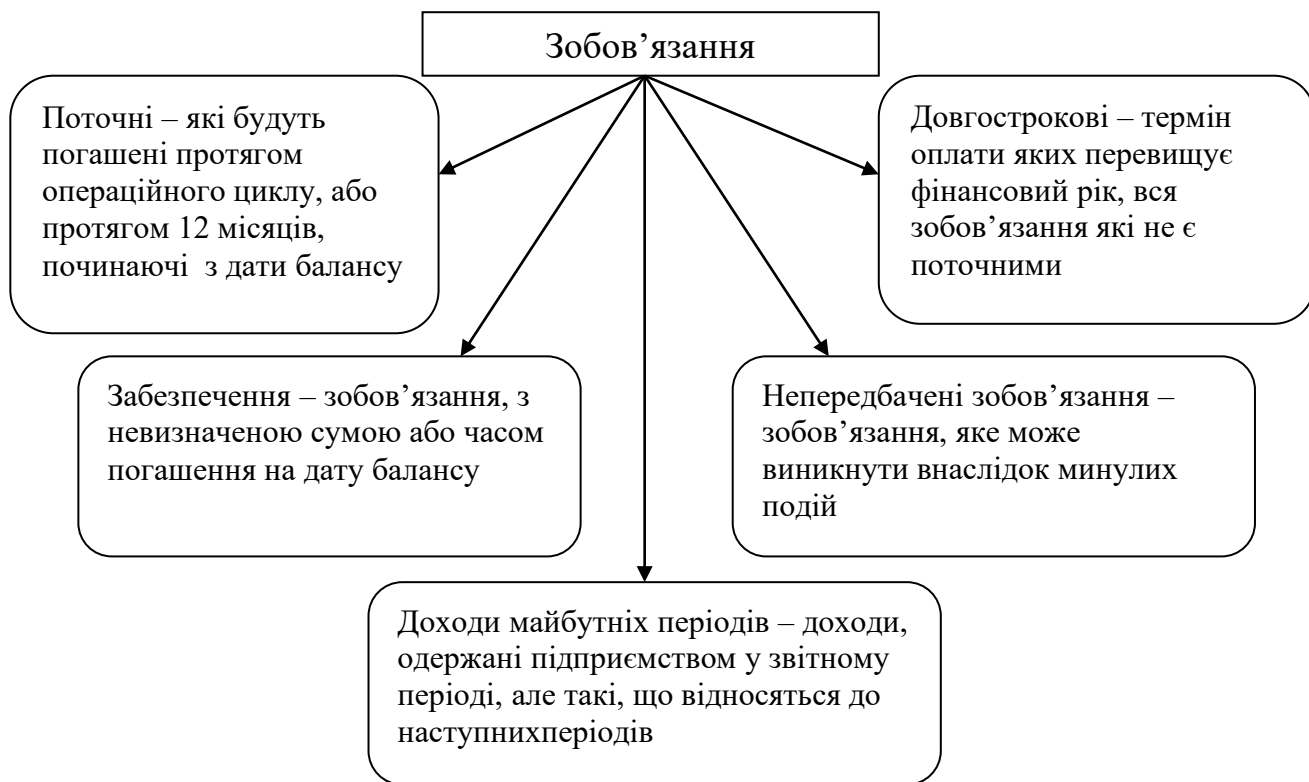 Зобов’язання
Поточні – які будуть
погашені протягом
операційного циклу, або
протягом 12 місяців,
починаючі  з дати балансу
Довгострокові – термін
оплати яких перевищує
фінансовий рік, вся
зобов’язання які не є
поточними
Забезпечення – зобов’язання, з
невизначеною сумою або часом
погашення на дату балансу
Непередбачені зобов’язання –
зобов’язання, яке може
виникнути внаслідок минулих
подій
Доходи майбутніх періодів – доходи,
одержані підприємством у звітному
періоді, але такі, що відносяться до
наступнихперіодів